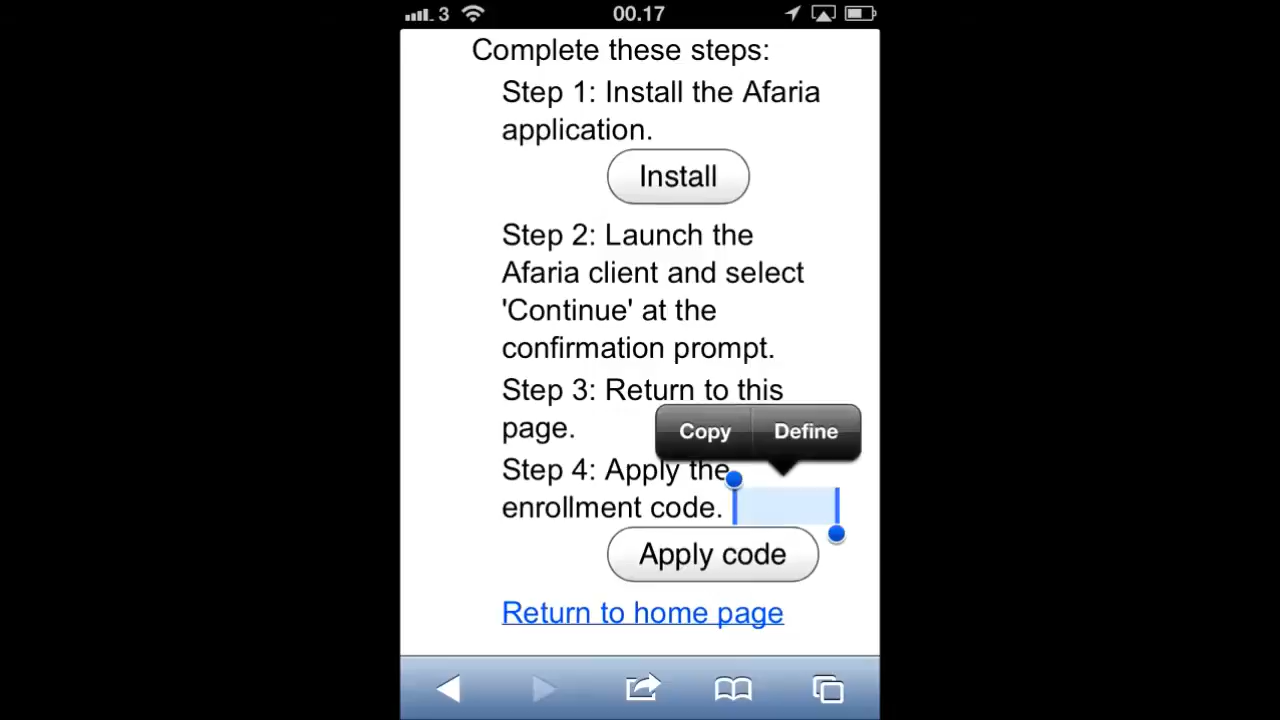 3 00.17
Complete these steps:
Step 1: Install the Afaria
application.
Install
Step 2: Launch the
Afaria client and select
'Continue' at the
confirmation prompt.
Step 3: Return to this
page.
Copy Define
Step 4: Apply the
enrollment code.
Apply code
Return to home page